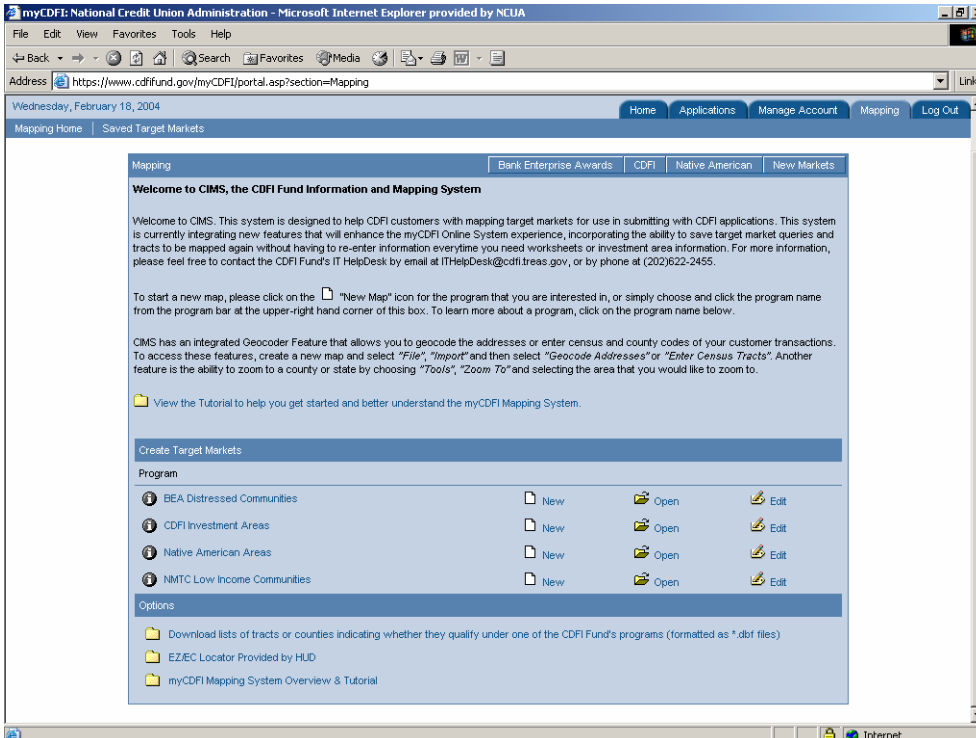 myCDFI: National Credit Union Administration - Microsoft Internet Explorer provided by NCUA
File Edit View Favorites Tools Help
Back Search Favorites Media
Address https://www.cdfifund.gov/myCDFI/portal.asp?section=Mapping Link
Wednesday, February 18, 2004
Home Applications Manage Account Mapping Log Out
Mapping Home | Saved Target Markets
Mapping Bank Enterprise Awards CDFI Native American New Markets
Welcome to CIMS, the CDFI Fund Information and Mapping System
Welcome to CIMS. This system is designed to help CDFI customers with mapping target markets for use in submitting with CDFI applications. This system
is currently integrating new features that will enhance the myCDFI Online System experience, incorporating the ability to save target market queries and
tracts to be mapped again without having to re-enter information everytime you need worksheets or investment area information. For more information,
please feel free to contact the CDFI Fund's IT HelpDesk by email at ITHelpDesk@cdfi.treas.gov, or by phone at (202)622-2455.
To start a new map, please click on the "New Map" icon for the program that you are interested in, or simply choose and click the program name
from the program bar at the upper-right hand corner of this box. To learn more about a program, click on the program name below.
CIMS has an integrated Geocoder Feature that allows you to geocode the addresses or enter census and county codes of your customer transactions.
To access these features, create a new map and select "File", "Import" and then select "Geocode Addresses" or "Enter Census Tracts". Another
feature is the ability to zoom to a county or state by choosing "Tools", "Zoom To" and selecting the area that you would like to zoom to.
View the Tutorial to help you get started and better understand the myCDFI Mapping System.
Create Target Markets
Program
BEA Distressed Communities New Open Edit
CDFI Investment Areas New Open Edit
Native American Areas New Open Edit
NMTC Low Income Communities New Open Edit
Options
Download lists of tracts or counties indicating whether they qualify under one of the CDFI Fund's programs (formatted as *.dbf files)
EZ/EC Locator Provided by HUD
myCDFI Mapping System Overview & Tutorial
Internet